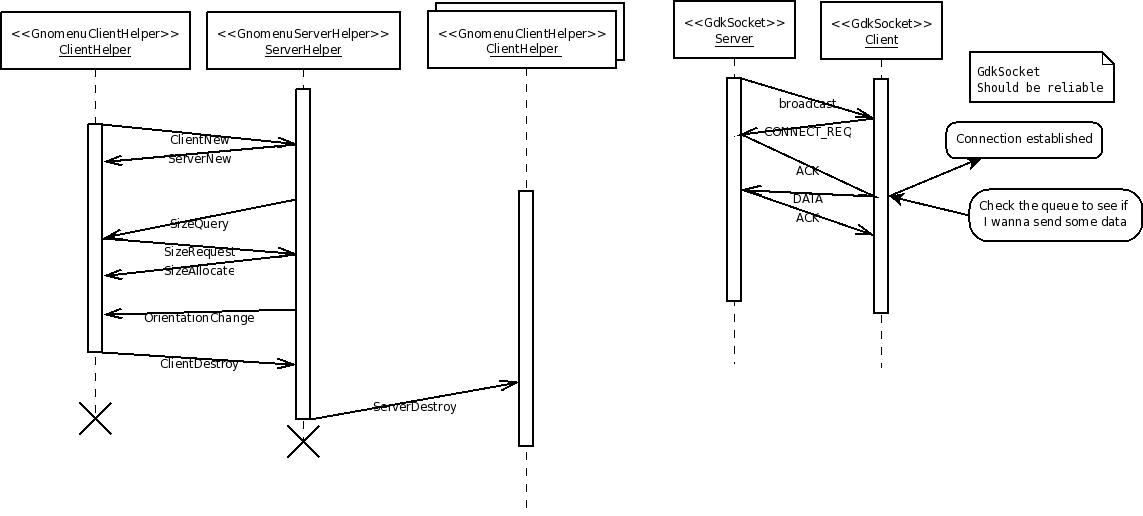 <<GnomenuClientHelper>>
ClientHelper
<<GnomenuServerHelper>>
ServerHelper
<<GnomenuClientHelper>>
ClientHelper
ClientNew
ServerNew
SizeQuery
SizeRequest
SizeAllocate
OrientationChange
ClientDestroy
ServerDestroy
<<GdkSocket>>
Server
<<GdkSocket>>
Client
GdkSocket
Should be reliable
broadcast
CONNECT_REQ
ACK
DATA
ACK
Connection established
Check the queue to see if
I wanna send some data